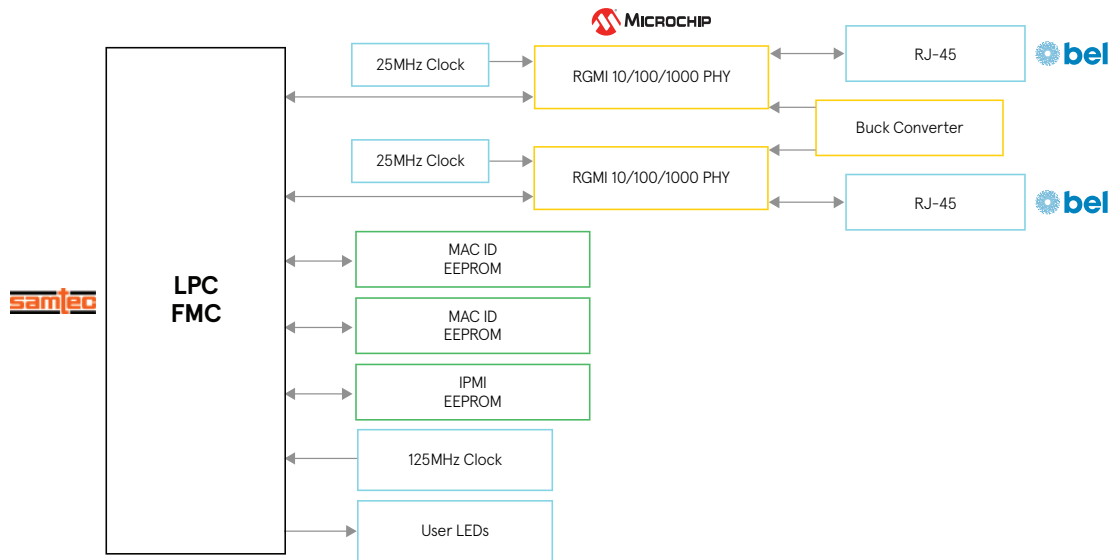 MICROCHIP
25MHz Clock
RGMI 10/100/1000 PHY
RJ-45
bel
Buck Converter
25MHz Clock
RGMI 10/100/1000 PHY
RJ-45
bel
samtec
LPC
FMC
MAC ID
EEPROM
MAC ID
EEPROM
IPMI
EEPROM
125MHz Clock
User LEDs